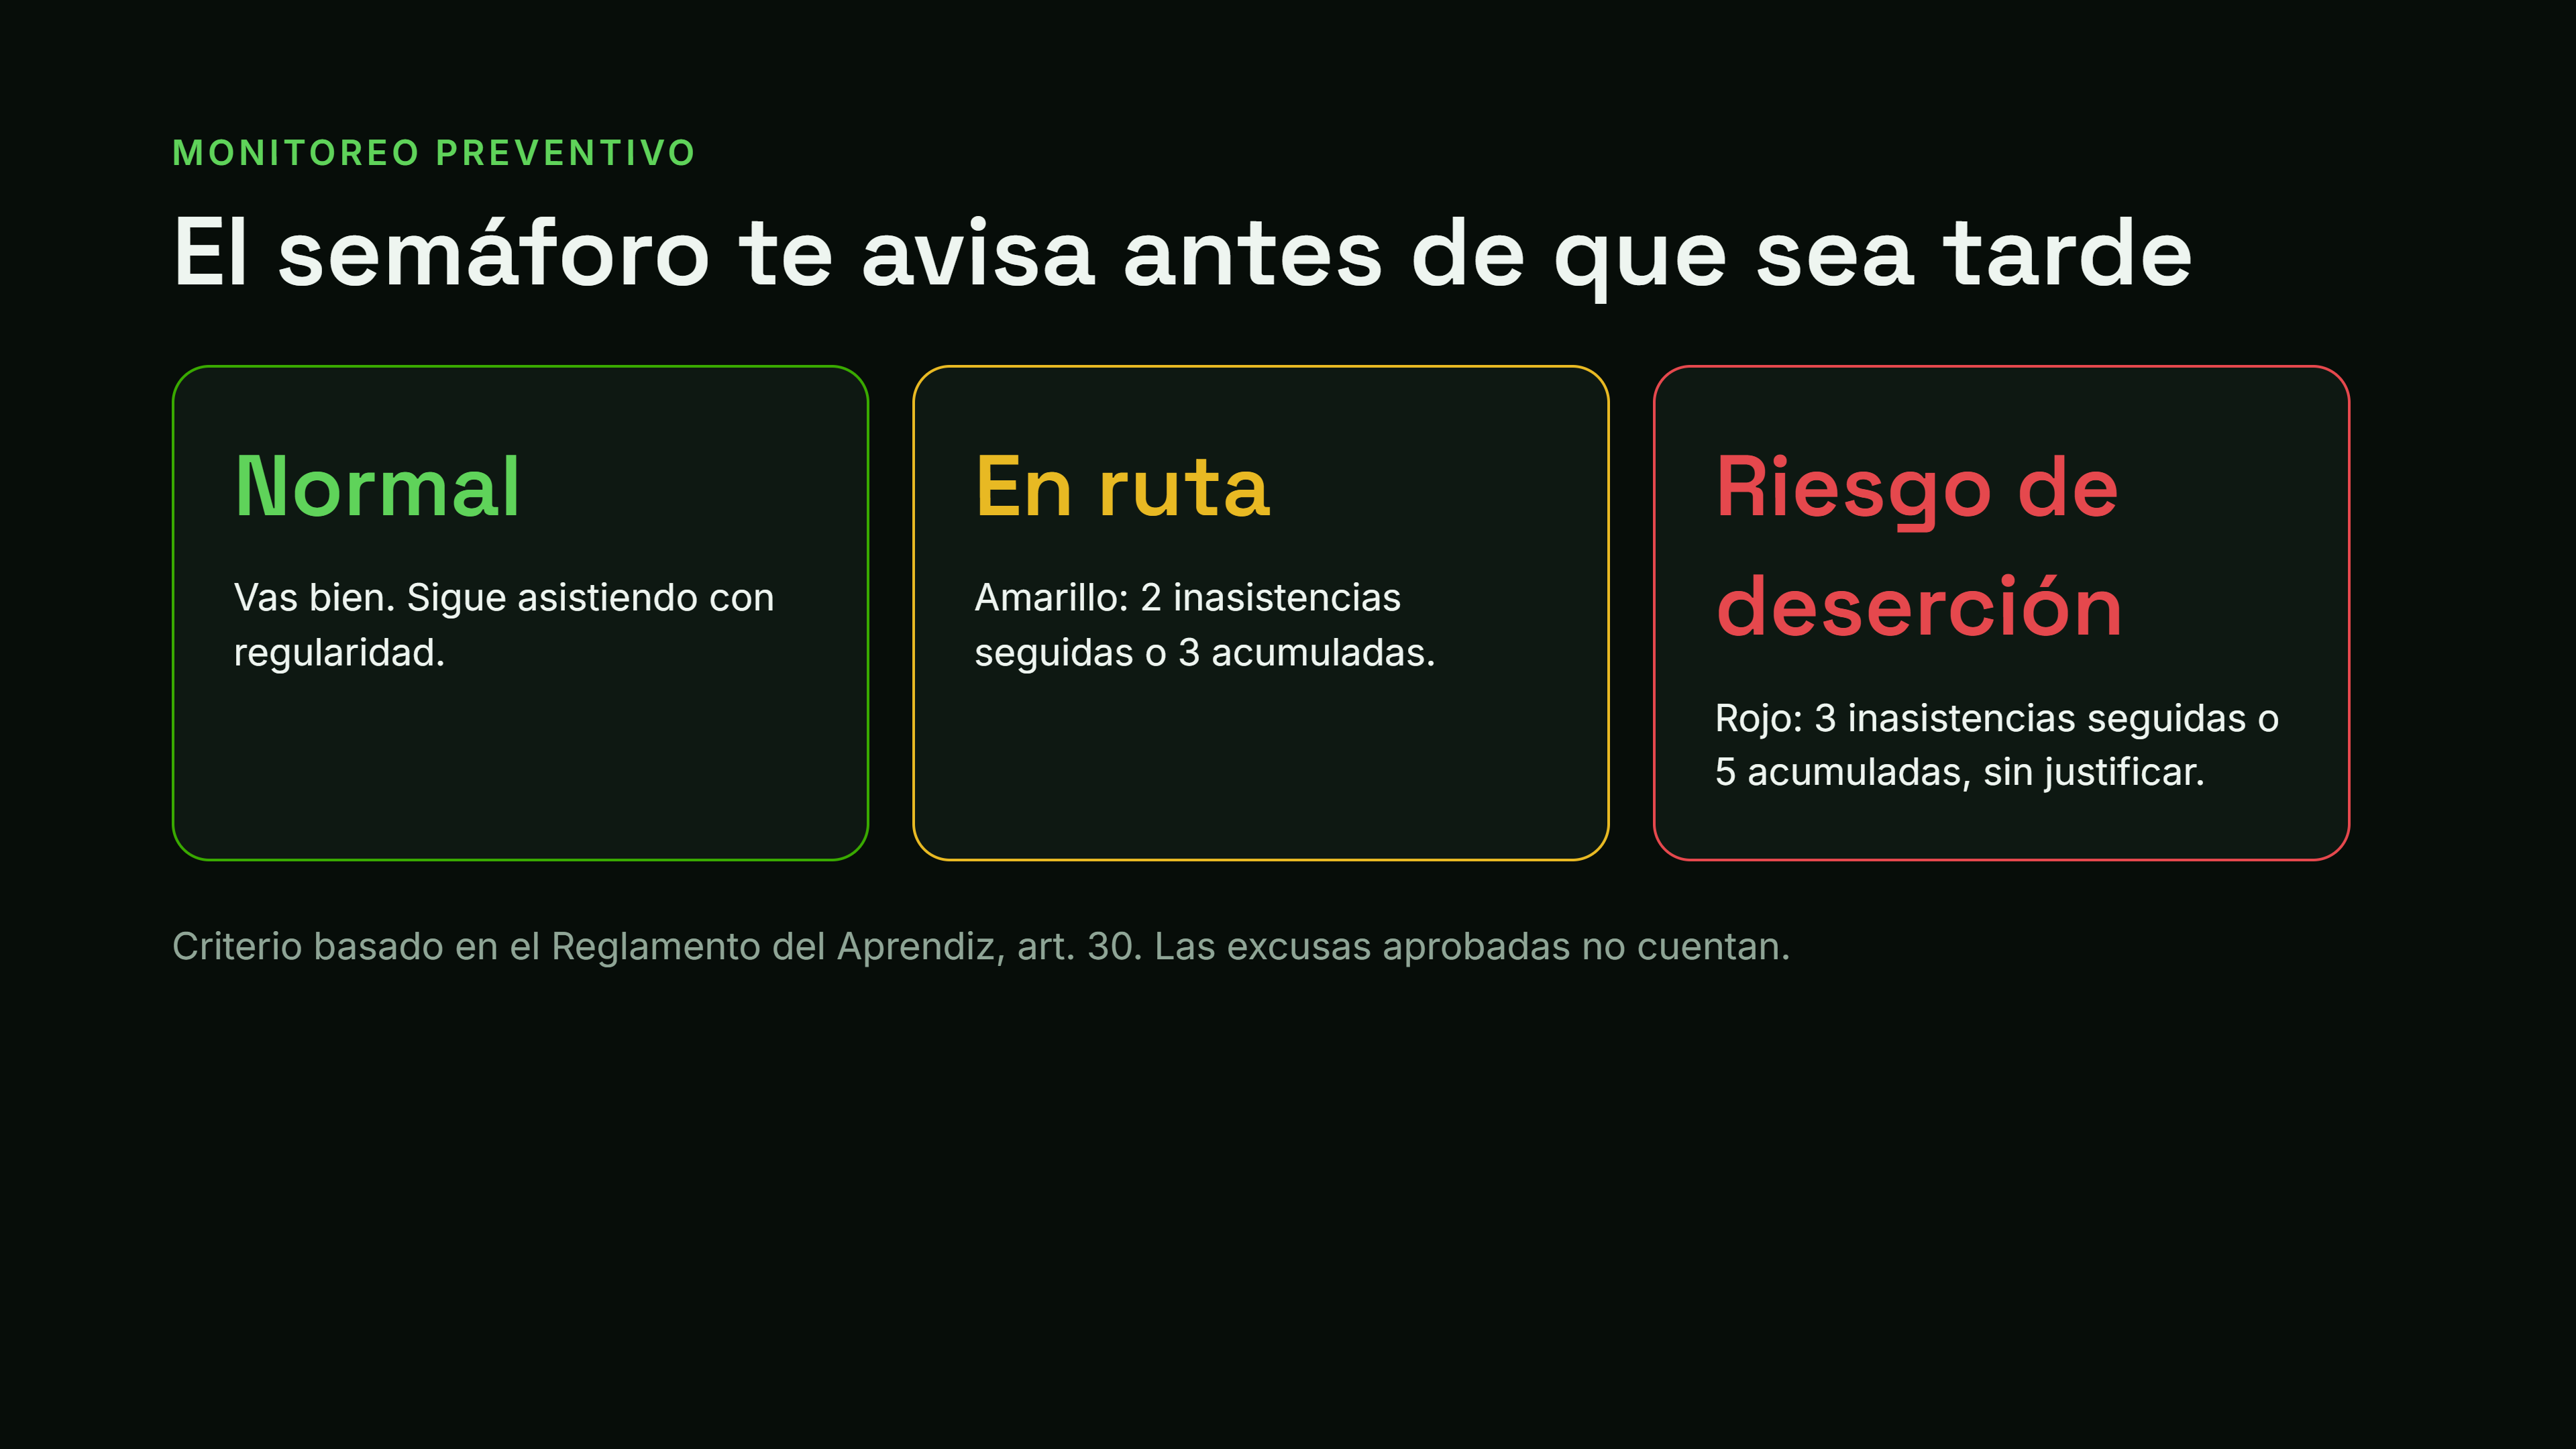 MONITOREO PREVENTIVO
El semáforo te avisa antes de que sea tarde
Normal
Vas bien. Sigue asistiendo con
regularidad.
En ruta
Amarillo: 2 inasistencias
seguidas o 3 acumuladas.
Riesgo de
deserción
Rojo: 3 inasistencias seguidas o
5 acumuladas, sin justificar.
Criterio basado en el Reglamento del Aprendiz, art. 30. Las excusas aprobadas no cuentan.